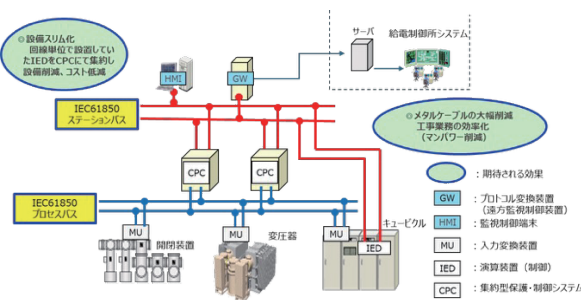 ◎設備スリム化
回線単位で設置してい
たIEDをCPCにて集約し
設備削減、コスト低減
HMI
GW
サーバ
給電制御所システム
IEC61850
ステーションバス
◎メタルケーブルの大幅削減
工事業務の効率化
(マンパワー削減)
CPC
CPC
：期待される効果
IEC61850
プロセスバス
GW
：プロトコル変換装置
(遠方監視制御装置)
キュービクル
HMI
：監視制御端末
MU
開閉装置
MU
変圧器
MU
IED
MU
：入力変換装置
IED
：演算装置（制御）
CPC
：集約型保護・制御システム